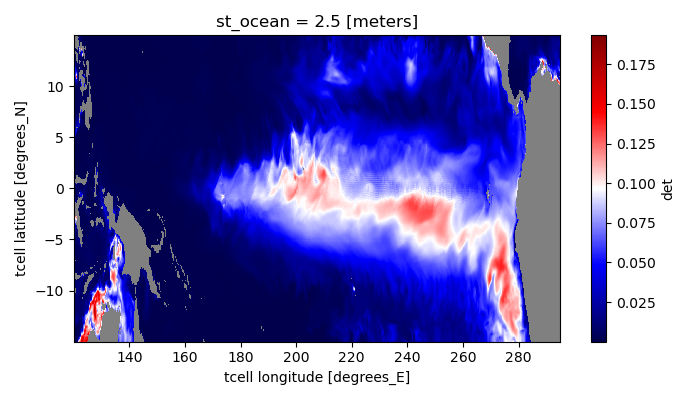 st_ocean = 2.5 [meters]
10
5
0
−5
−10
tcell latitude [degrees_N]
140 160 180 200 220 240 260 280
tcell longitude [degrees_E]
0.175
0.150
0.125
0.100
0.075
0.050
0.025
det